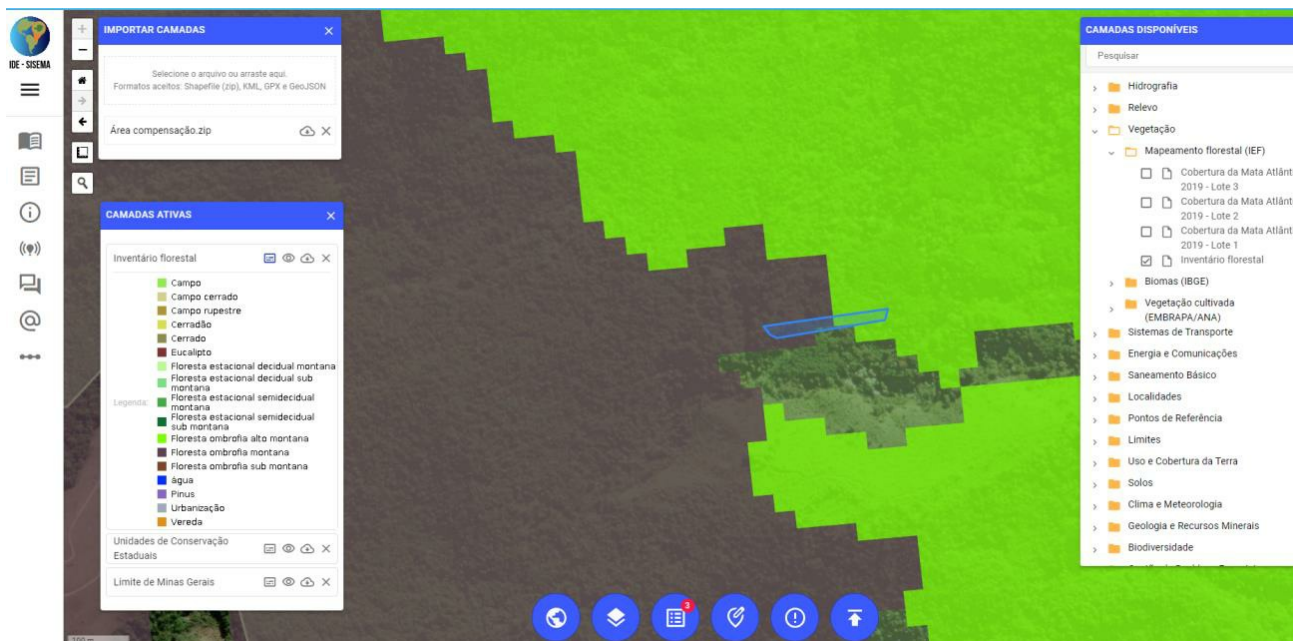 IDE - SISEMA
IMPORTAR CAMADAS
Selecione o arquivo ou arraste aqui.
Formatos aceitos: Shapefile (zip), KML, GPX e GeoJSON
Área compensação.zip
CAMADAS ATIVAS
Inventário florestal
Legenda:
Campo
Campo cerrado
Campo rupestre
Cerradão
Cerrado
Eucalipto
Floresta estacional decidual montana
Floresta estacional decidual sub
montana
Floresta estacional semidecidual
montana
Floresta estacional semidecidual
sub montana
Floresta ombrofia alto montana
Floresta ombrofia montana
Floresta ombrofia sub montana
água
Pinus
Urbanização
Vereda
Unidades de Conservação
Estaduais
Limite de Minas Gerais
3
CAMADAS DISPONÍVEIS
Pesquisar
Hidrografia
Relevo
Vegetação
Mapeamento florestal (IEF)
Cobertura da Mata Atlânt
2019 - Lote 3
Cobertura da Mata Atlânt
2019 - Lote 2
Cobertura da Mata Atlânt
2019 - Lote 1
Inventário florestal
Biomas (IBGE)
Vegetação cultivada
(EMBRAPA/ANA)
Sistemas de Transporte
Energia e Comunicações
Saneamento Básico
Localidades
Pontos de Referência
Limites
Uso e Cobertura da Terra
Solos
Clima e Meteorologia
Geologia e Recursos Minerais
Biodiversidade